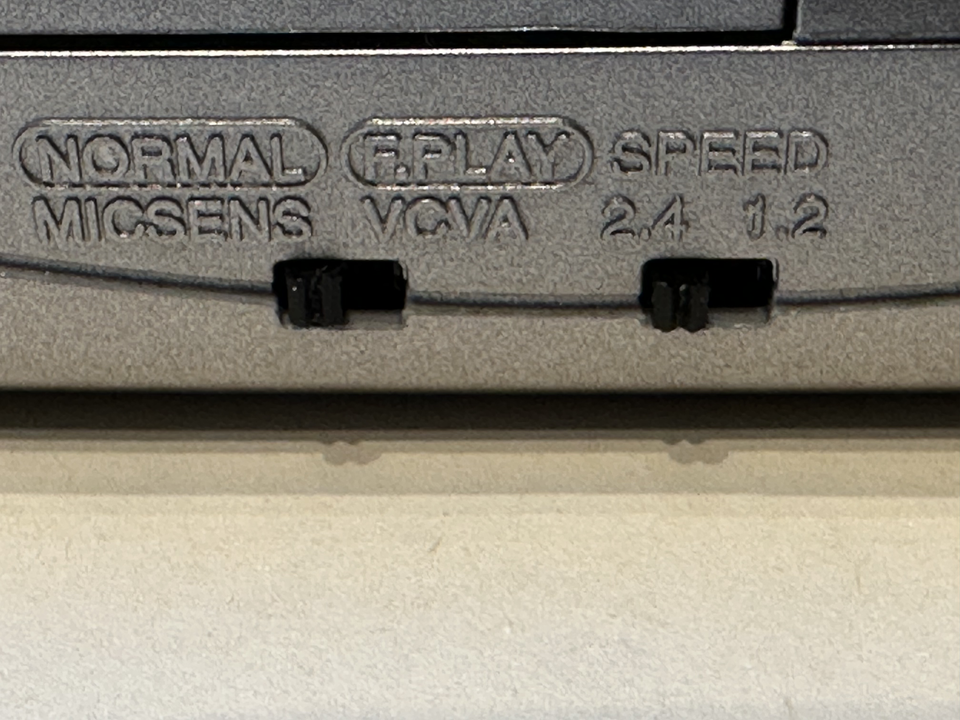 NORMAL F.PLAY SPEED
MICSENS VCVA 2.4 1.2